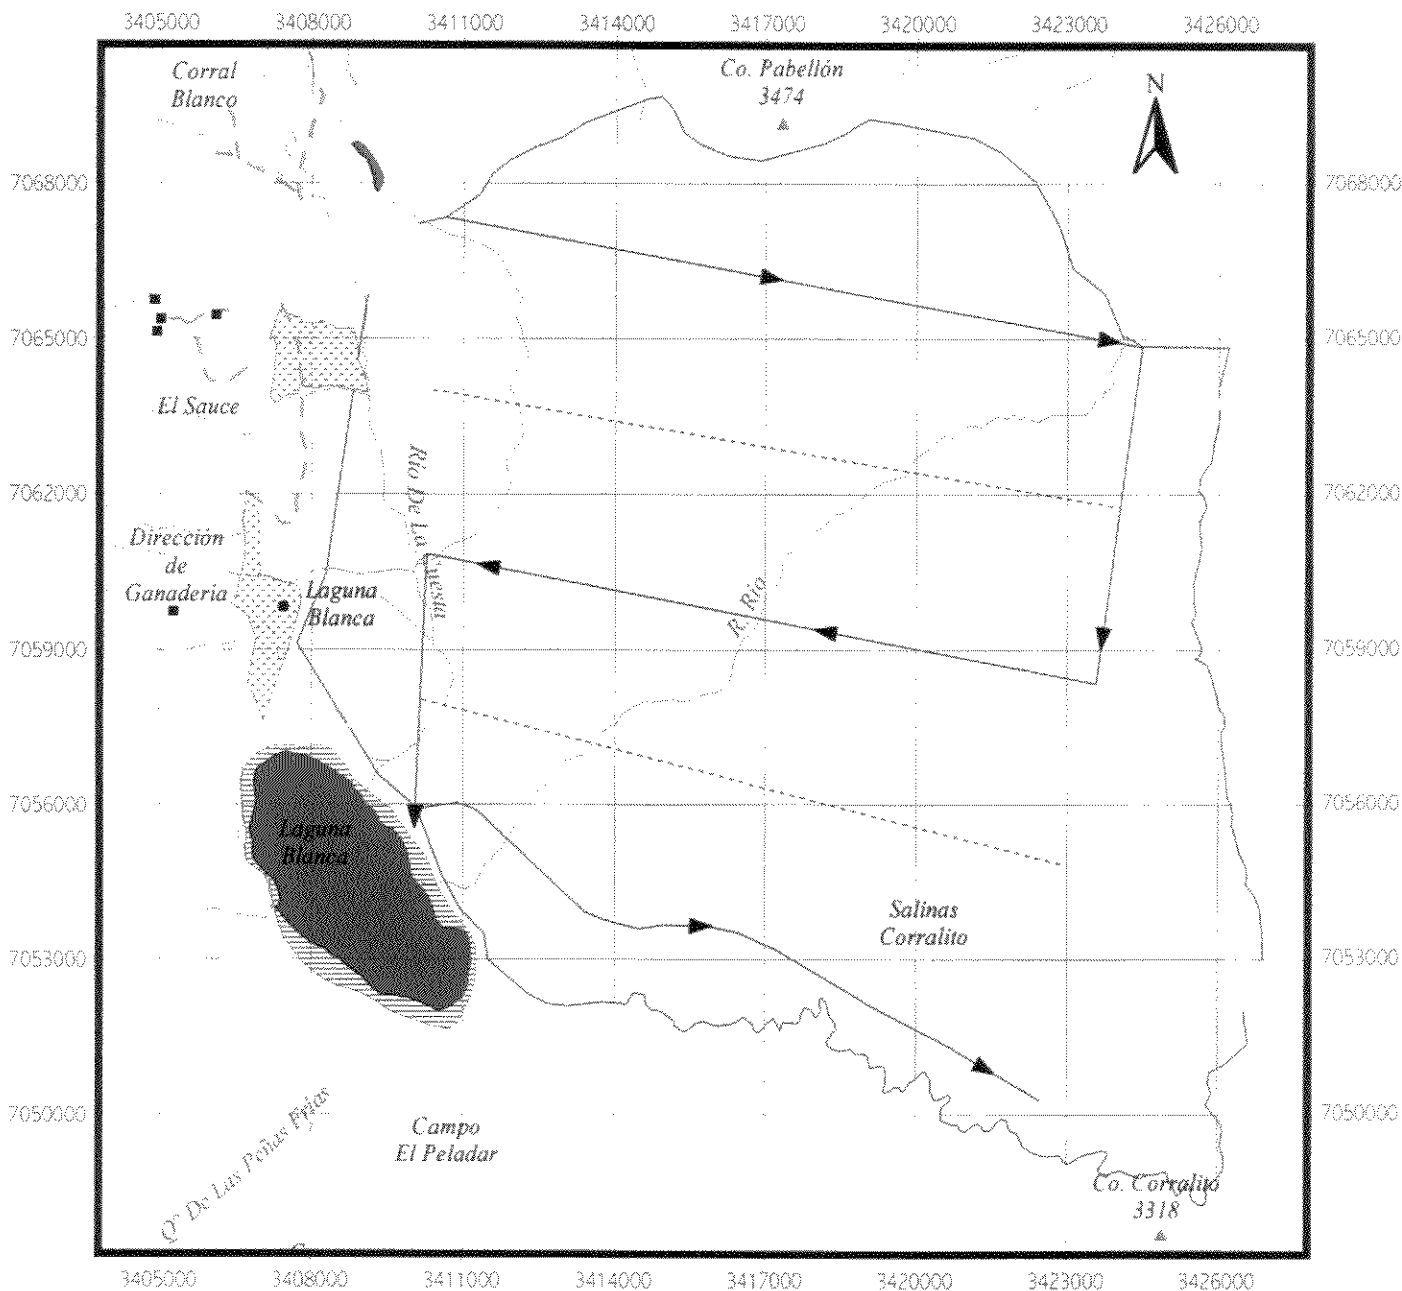 3405000 3408000 3411000 3414000 3417000 3420000 3423000 3426000
Corral
Blanco
Co. Pabellón
3474
N
7068000 7068000
7065000 7065000
El Sauce
Río De La Cuesta
7062000 7062000
Dirección
de
Ganadería
Laguna
Blanca
R. Río
7059000 7059000
7056000 7056000
Laguna
Blanca
Salinas
Corralito
7053000 7053000
7050000 7050000
Campo
El Peladar
Qª De Las Peñas Frías
Co. Corralito
3318
3405000 3408000 3411000 3414000 3417000 3420000 3423000 3426000